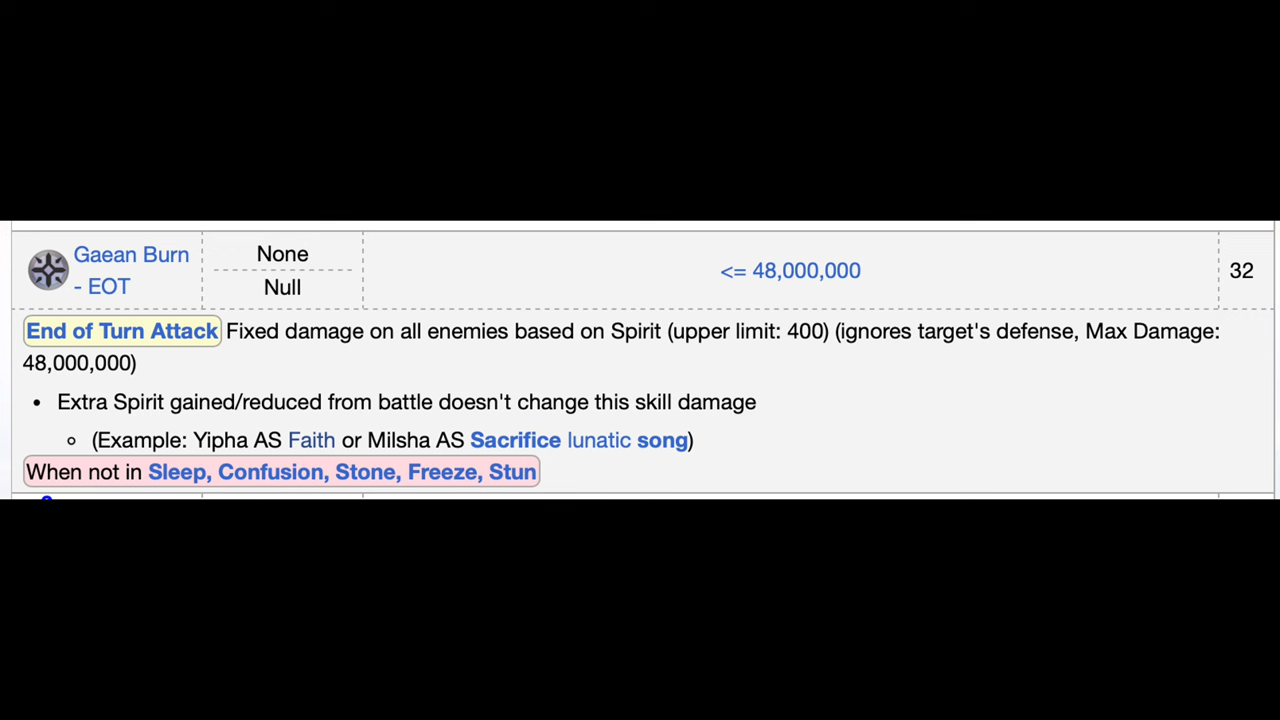 Gaean Burn
- EOT
None
Null
<= 48,000,000
32
End of Turn Attack Fixed damage on all enemies based on Spirit (upper limit: 400) (ignores target's defense, Max Damage:
48,000,000)
• Extra Spirit gained/reduced from battle doesn't change this skill damage
○ (Example: Yipha AS Faith or Milsha AS Sacrifice lunatic song)
When not in Sleep, Confusion, Stone, Freeze, Stun